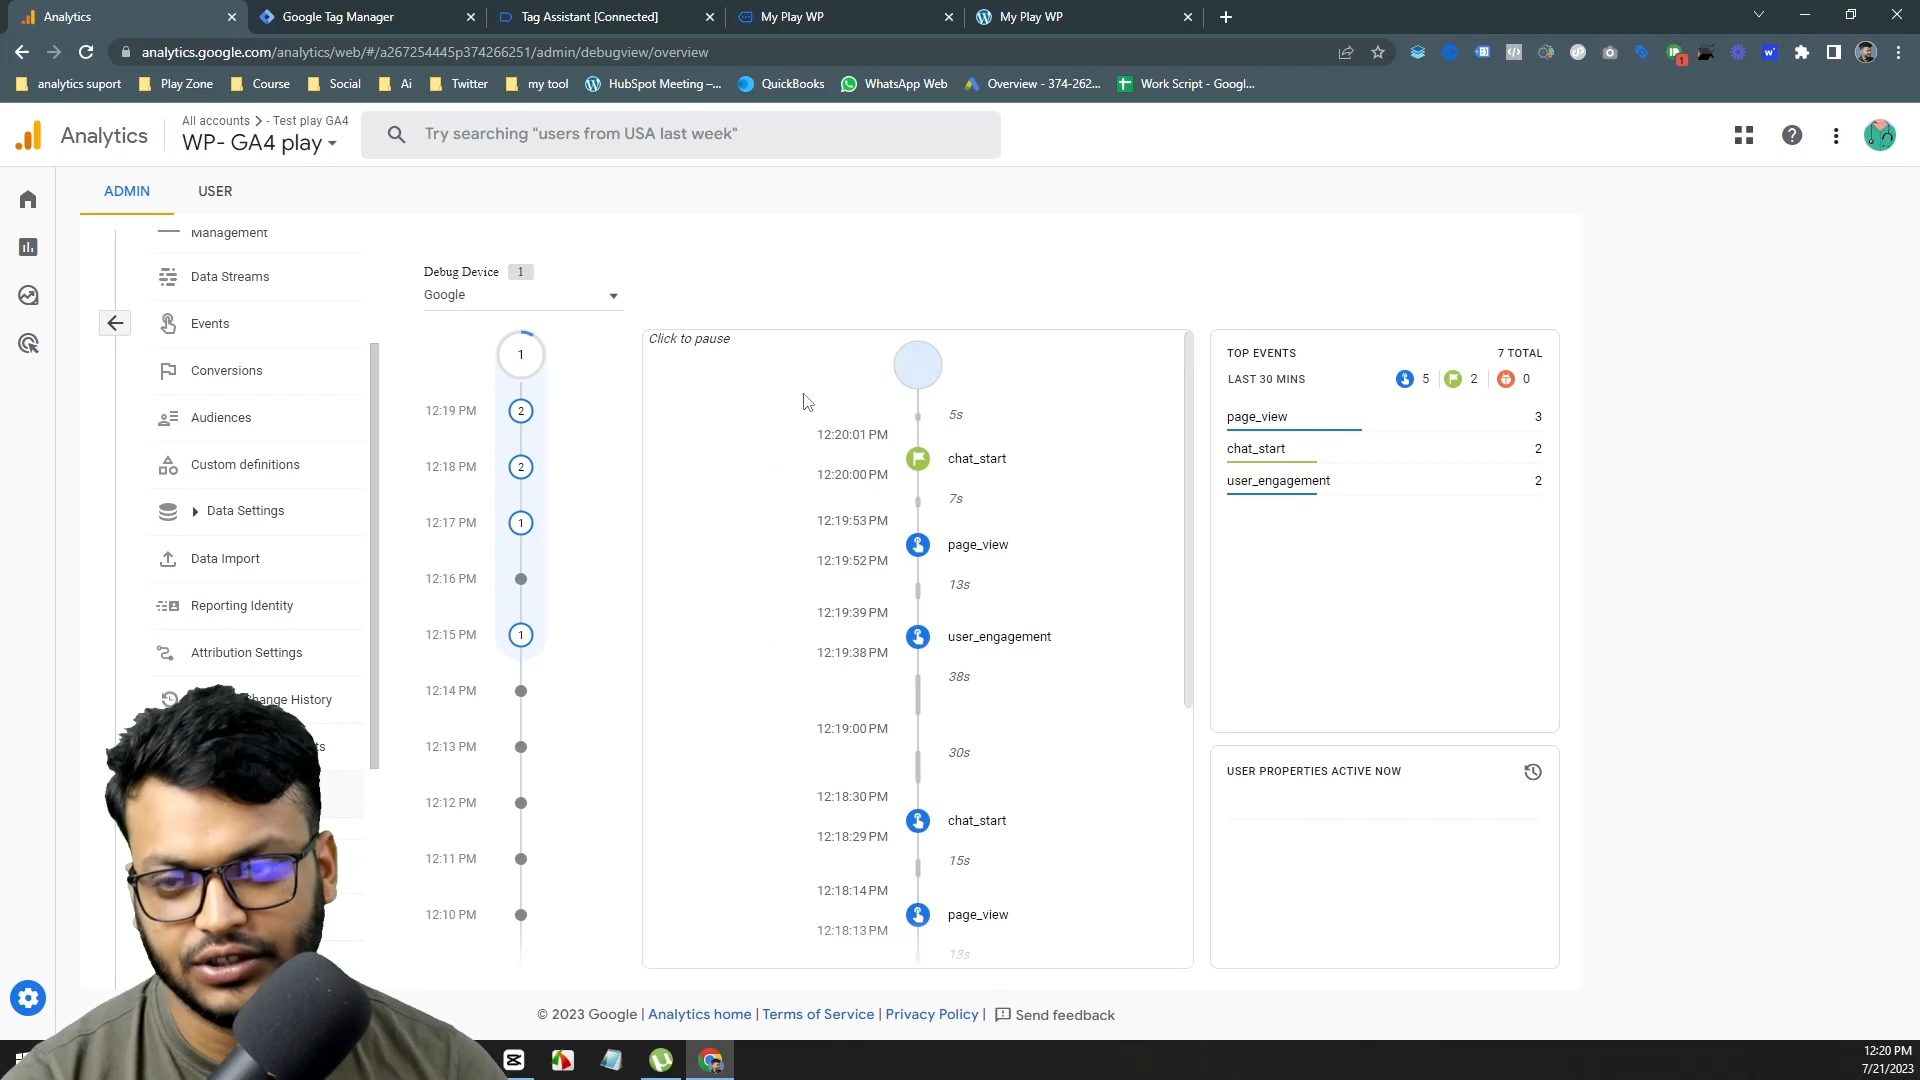 Analytics
Google Tag Manager
Tag Assistant [Connected]
My Play WP
My Play WP
analytics.google.com/analytics/web/#/a267254445p374266251/admin/debugview/overview
analytics suport
Play Zone
Course
Social
Ai
Twitter
my tool
HubSpot Meeting –...
QuickBooks
WhatsApp Web
Overview - 374-262...
Work Script - Googl...
Analytics
All accounts > - Test play GA4
WP- GA4 play
Try searching "users from USA last week"
ADMIN
USER
Management
Data Streams
Events
Conversions
Audiences
Custom definitions
Data Settings
Data Import
Reporting Identity
Attribution Settings
hange History
ts
Debug Device 1
Google
1
12:19 PM 2
12:18 PM 2
12:17 PM 1
12:16 PM
12:15 PM 1
12:14 PM
12:13 PM
12:12 PM
12:11 PM
12:10 PM
Click to pause
5s
12:20:01 PM
chat_start
12:20:00 PM
7s
12:19:53 PM
page_view
12:19:52 PM
13s
12:19:39 PM
user_engagement
12:19:38 PM
38s
12:19:00 PM
30s
12:18:30 PM
chat_start
12:18:29 PM
15s
12:18:14 PM
page_view
12:18:13 PM
13s
TOP EVENTS 7 TOTAL
LAST 30 MINS 5 2 0
page_view 3
chat_start 2
user_engagement 2
USER PROPERTIES ACTIVE NOW
© 2023 Google | Analytics home | Terms of Service | Privacy Policy | Send feedback
12:20 PM
7/21/2023